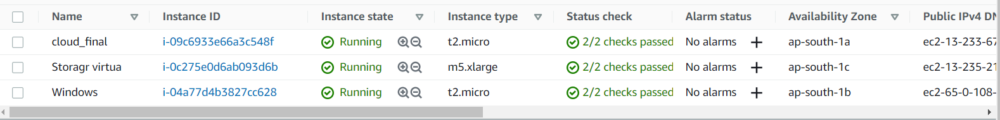 Name Instance ID Instance state Instance type Status check Alarm status Availability Zone Public IPv4
cloud_final i-09c6933e66a3c548f Running t2.micro 2/2 checks passed No alarms + ap-south-1a ec2-13-233-67
Storagr virtua i-0c275e0d6ab093d6b Running m5.xlarge 2/2 checks passed No alarms + ap-south-1c ec2-13-235-21
Windows i-04a77d4b3827cc628 Running t2.micro 2/2 checks passed No alarms + ap-south-1b ec2-65-0-108-